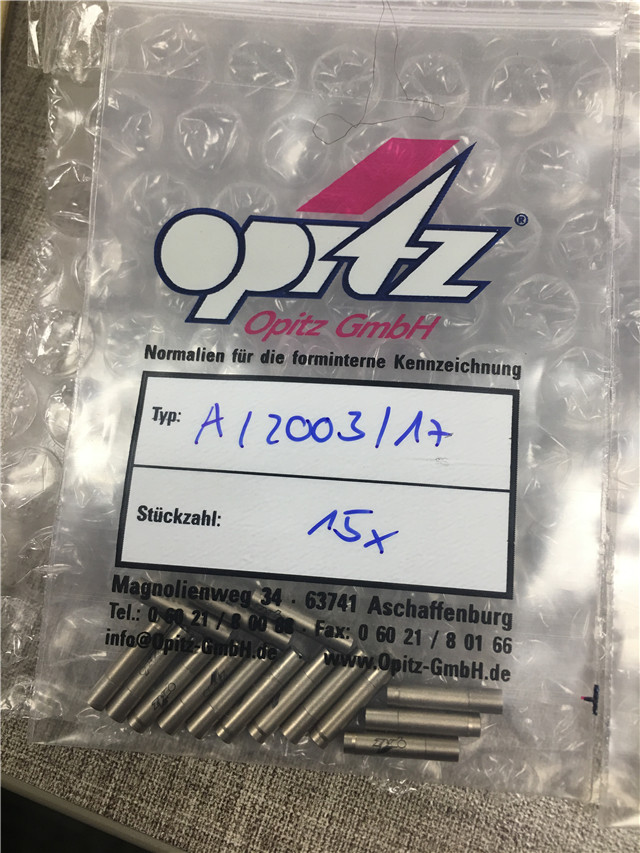 opitz®
Opitz GmbH
Normalien für die forminterne Kennzeichnung
Typ: A/2003/17
Stückzahl: 15x
Magnolienweg 34 · 63741 Aschaffenburg
Tel.: 0 60 21 / 8 00 · Fax: 0 60 21 / 8 01 66
info@Opitz-GmbH.de www.Opitz-GmbH.de